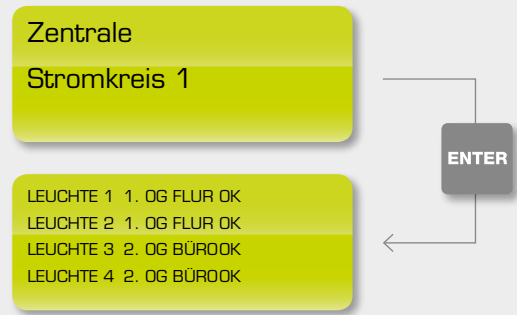 Zentrale
Stromkreis 1
ENTER
LEUCHTE 1 1. OG FLUR OK
LEUCHTE 2 1. OG FLUR OK
LEUCHTE 3 2. OG BÜROOK
LEUCHTE 4 2. OG BÜROOK